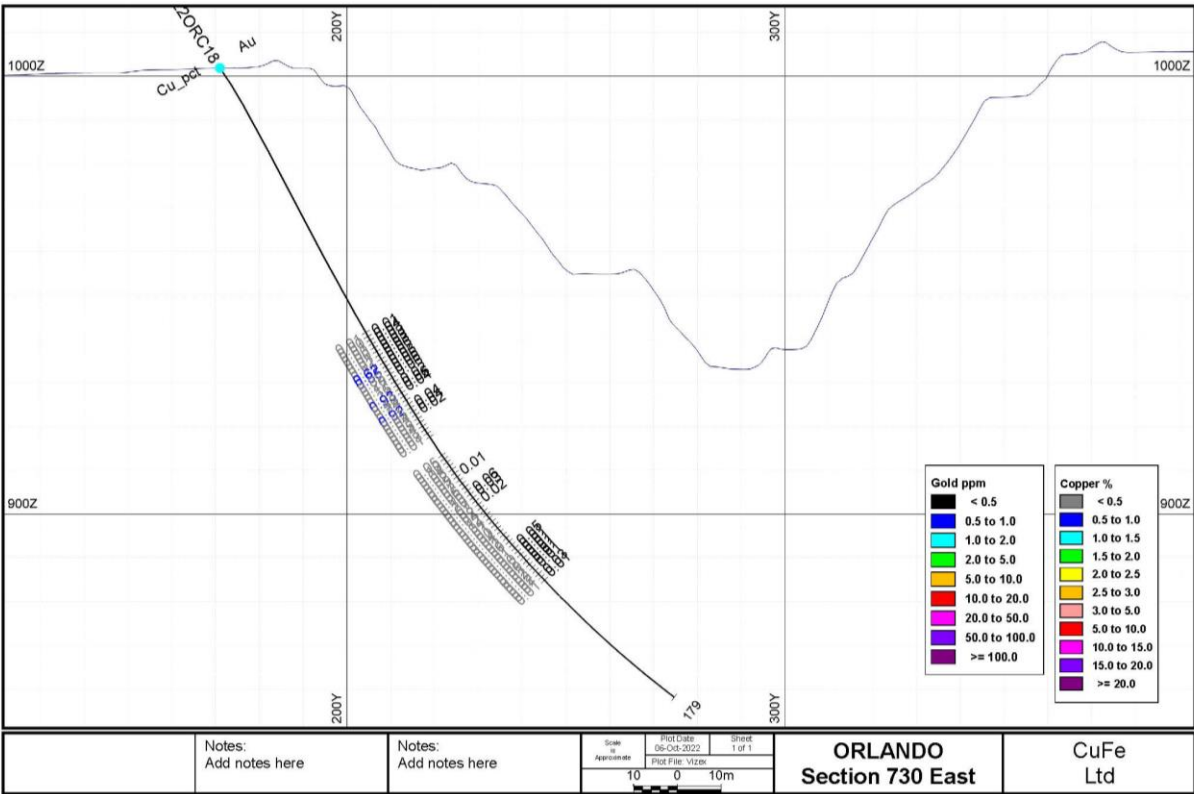 200Y
300Y
2ORC18
Au
Cu_pct
1000Z
1000Z
0.01
0.02
900Z
900Z
179
200Y
300Y
Gold ppm
< 0.5
0.5 to 1.0
1.0 to 2.0
2.0 to 5.0
5.0 to 10.0
10.0 to 20.0
20.0 to 50.0
50.0 to 100.0
>= 100.0
Copper %
< 0.5
0.5 to 1.0
1.0 to 1.5
1.5 to 2.0
2.0 to 2.5
2.5 to 3.0
3.0 to 5.0
5.0 to 10.0
10.0 to 15.0
15.0 to 20.0
>= 20.0
Notes:
Add notes here
Notes:
Add notes here
Scale
is
Approximate
Plot Date
06-Oct-2022
Sheet
1 of 1
Plot File: Vizex
10 0 10m
ORLANDO
Section 730 East
CuFe
Ltd